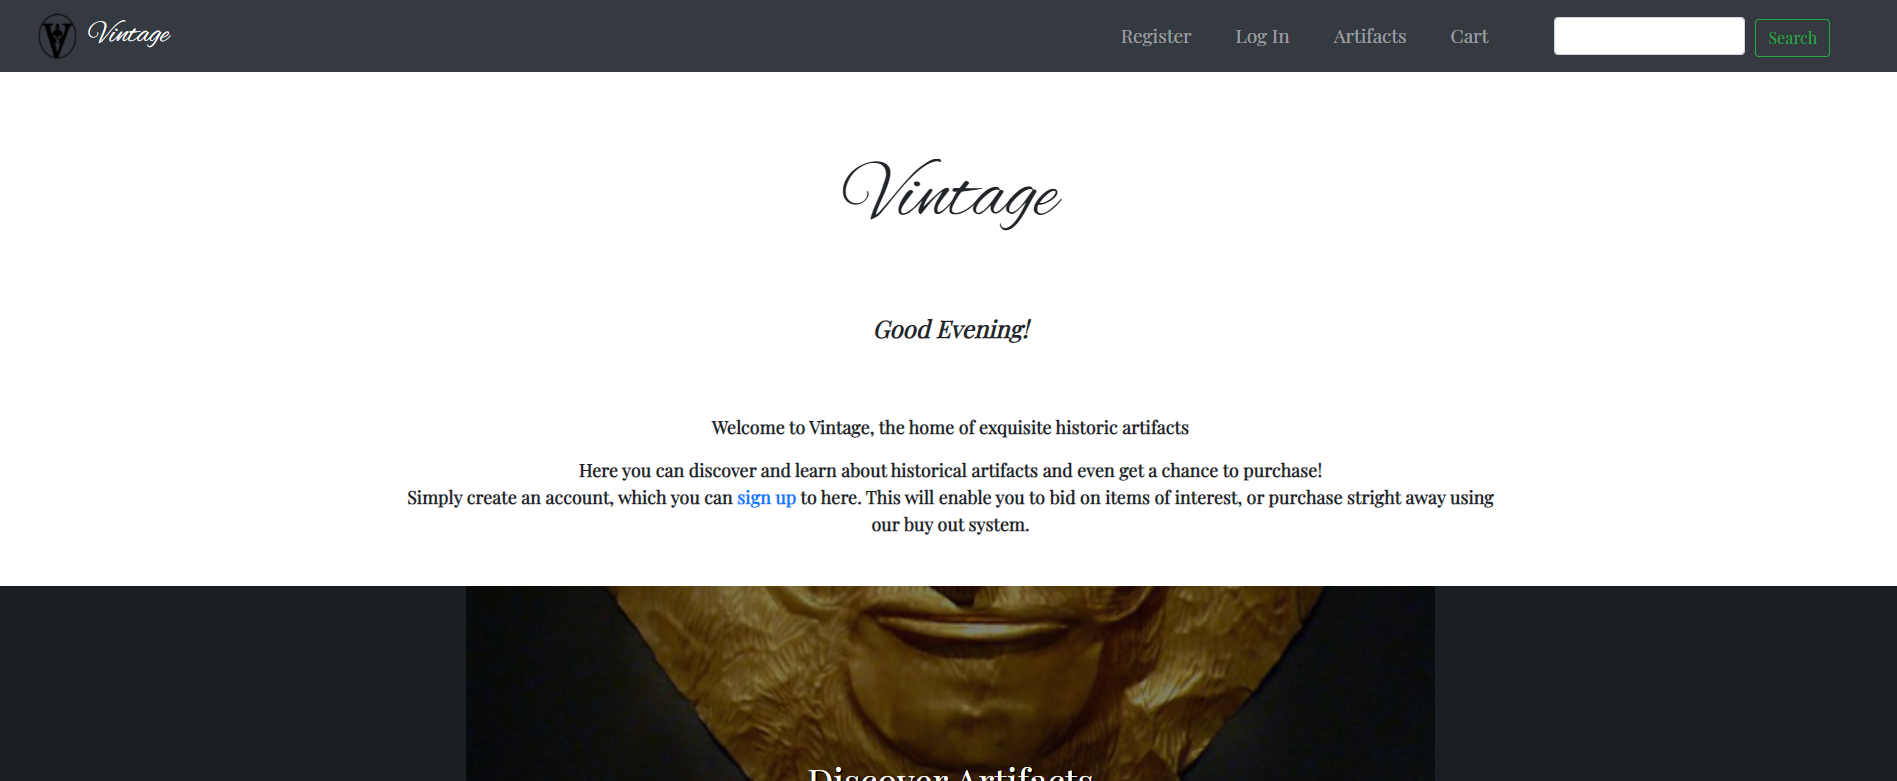 V Vintage Register Log In Artifacts Cart Search
Vintage
Good Evening!
Welcome to Vintage, the home of exquisite historic artifacts
Here you can discover and learn about historical artifacts and even get a chance to purchase!
Simply create an account, which you can sign up to here. This will enable you to bid on items of interest, or purchase stright away using
our buy out system.
Discover Artifacts